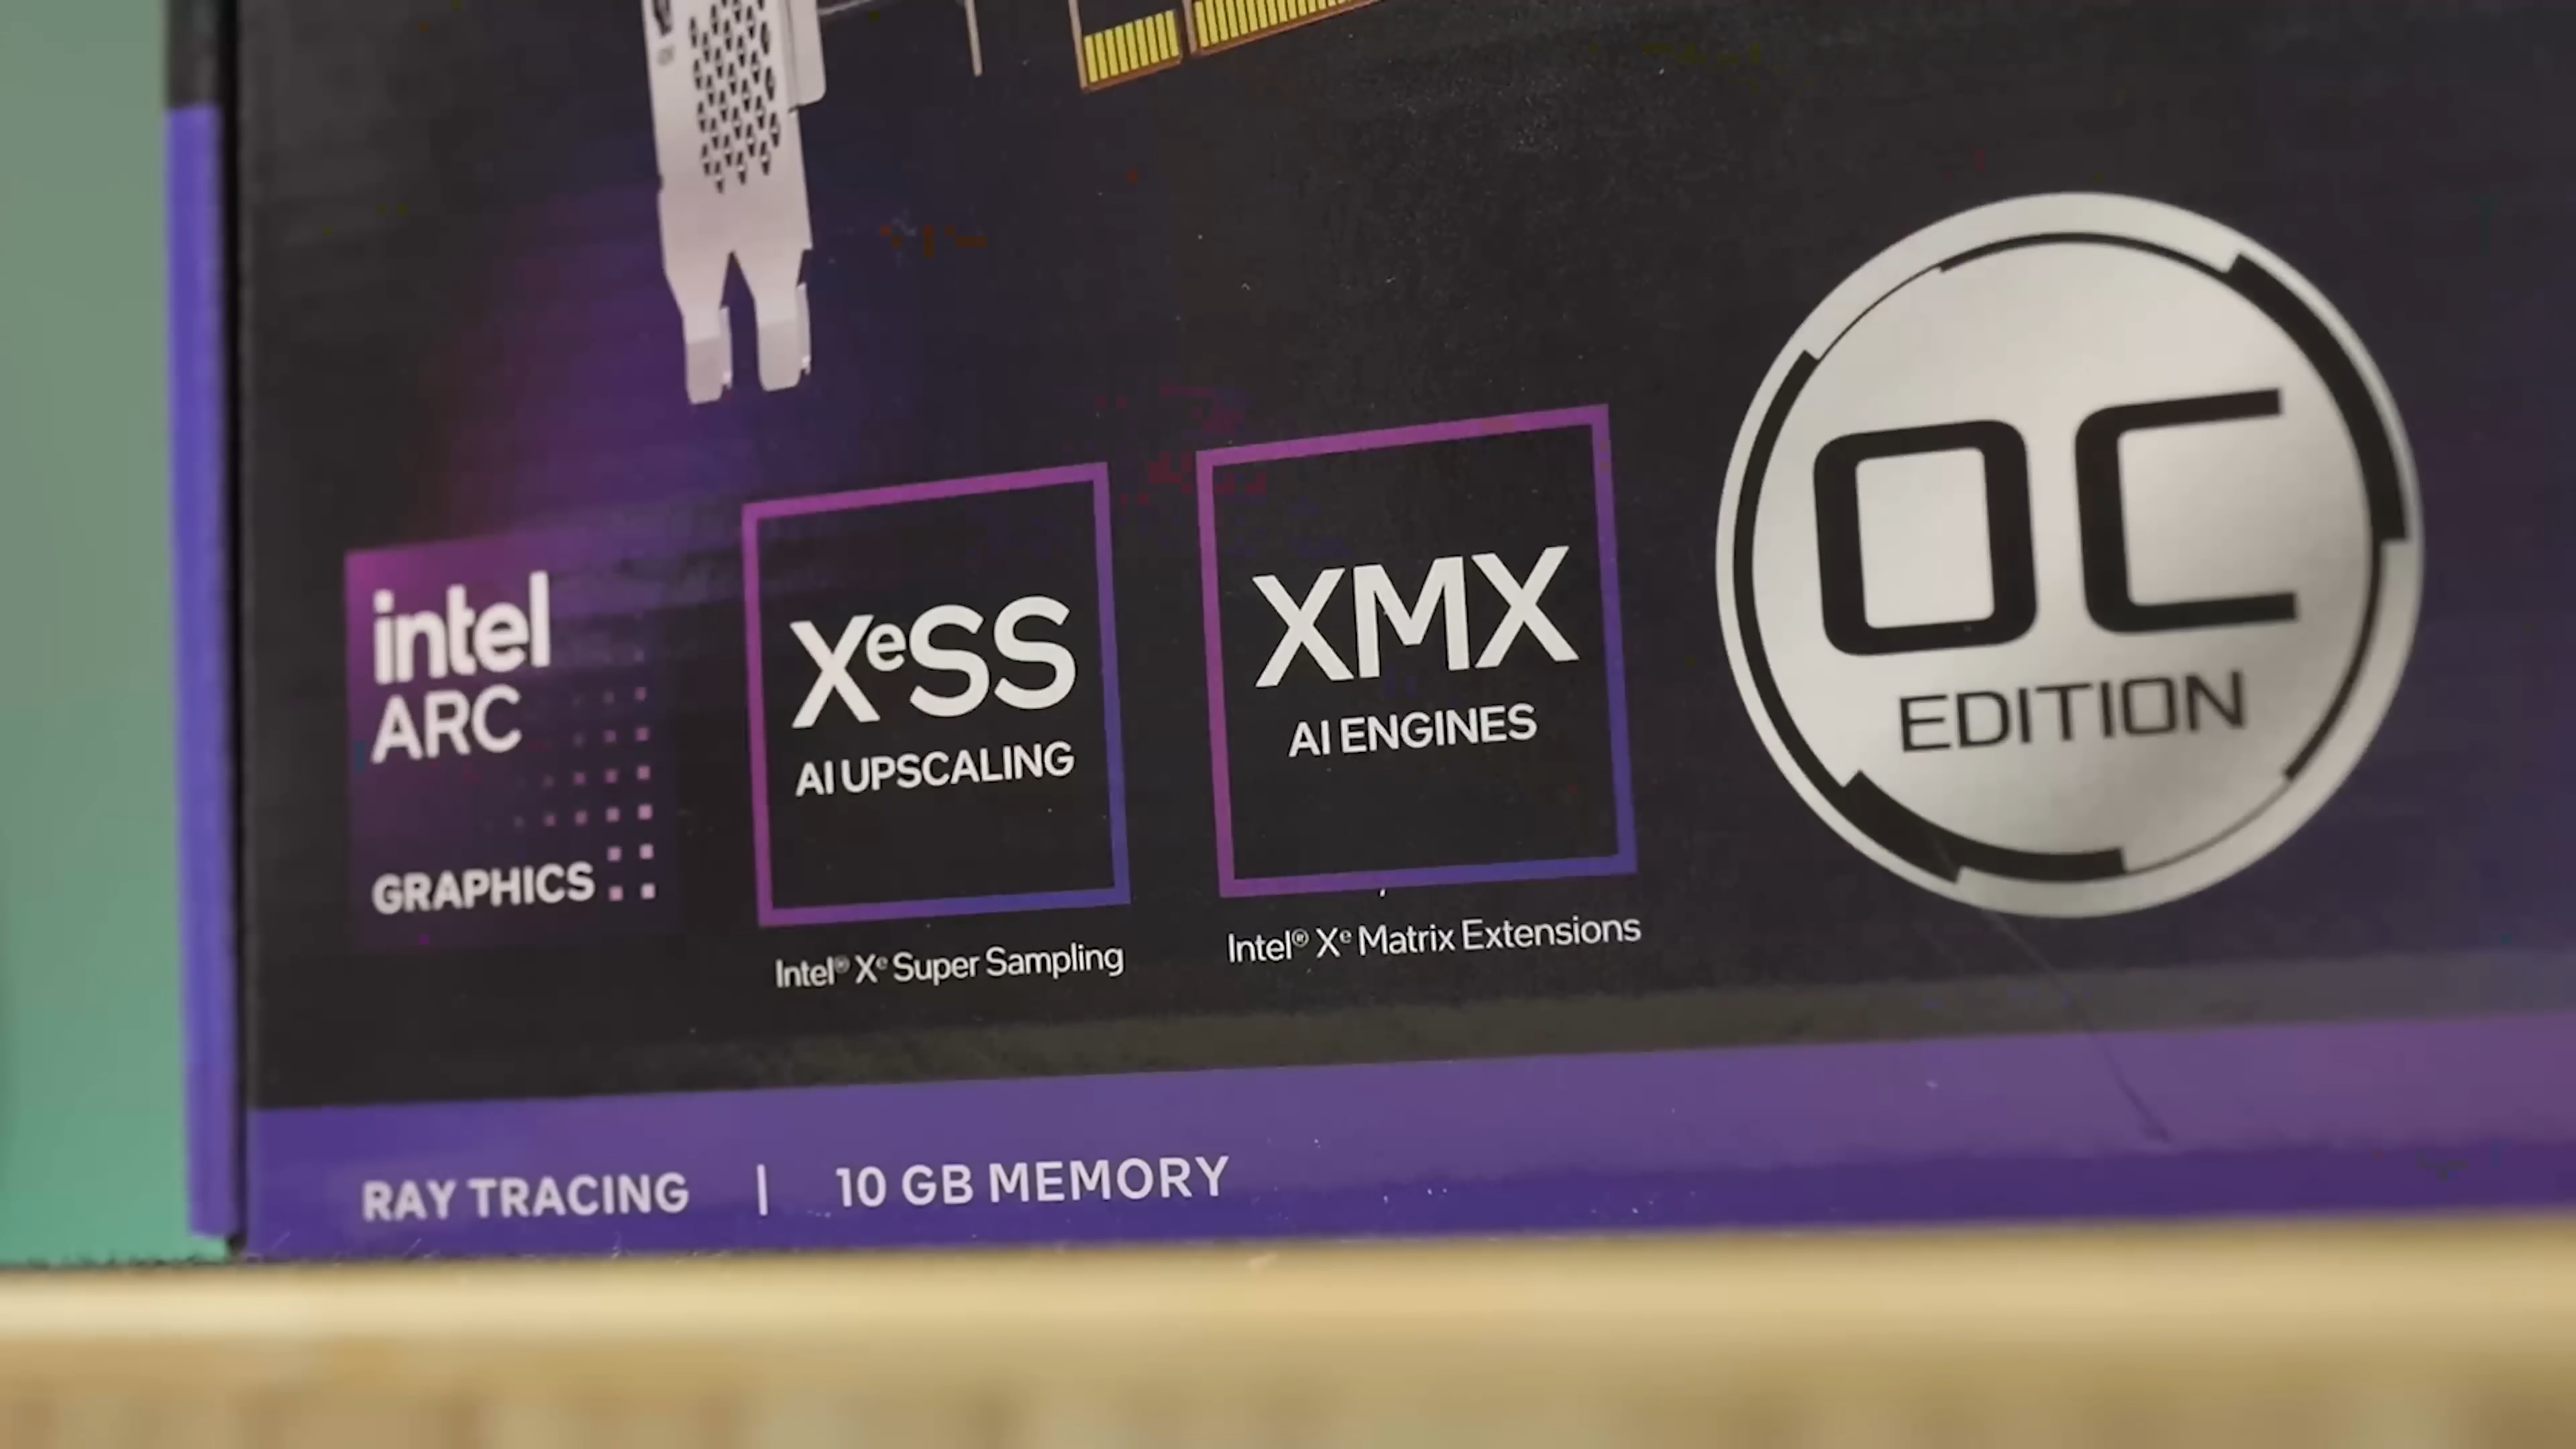 intel
ARC
GRAPHICS
XeSS
AI UPSCALING
Intel® Xe Super Sampling
XMX
AI ENGINES
Intel® Xe Matrix Extensions
OC
EDITION
RAY TRACING | 10 GB MEMORY